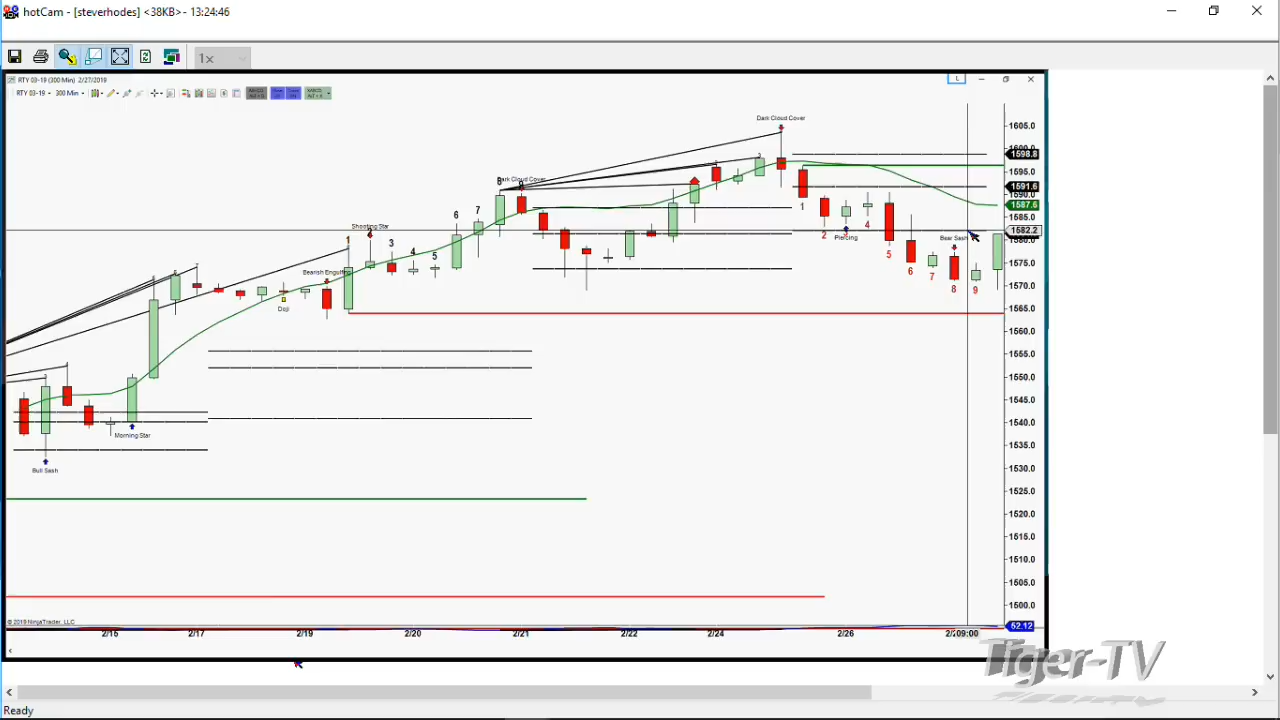 hotCam - [steverhodes] <38KB> - 13:24:46
1x
RTY 03-19 (300 Min) 2/27/2019
RTY 03-19 300 Min
Dark Cloud Cover
1605.0
1598.8
1595.0
1591.6
1590.0
1587.6
1585.0
1582.2
1580.0
1575.0
1570.0
1565.0
1560.0
1555.0
1550.0
1545.0
1540.0
1535.0
1530.0
1525.0
1520.0
1515.0
1510.0
1505.0
1500.0
52.12
Dark Cloud Cover
Shooting Star
Bearish Engulfing
Doji
Morning Star
Bull Sash
Piercing
Bear Sash
1 3 4 5 6 7
1 2 4 5 6 7 8 9
© 2019 NinjaTrader, LLC
2/15 2/17 2/19 2/20 2/21 2/22 2/24 2/26 09:00
Tiger-TV
Ready